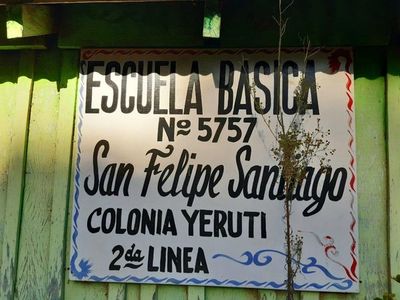 ESCUELA BASICA
Nº 5757
San Felipe Santiago
COLONIA YERUTI
2da LINEA